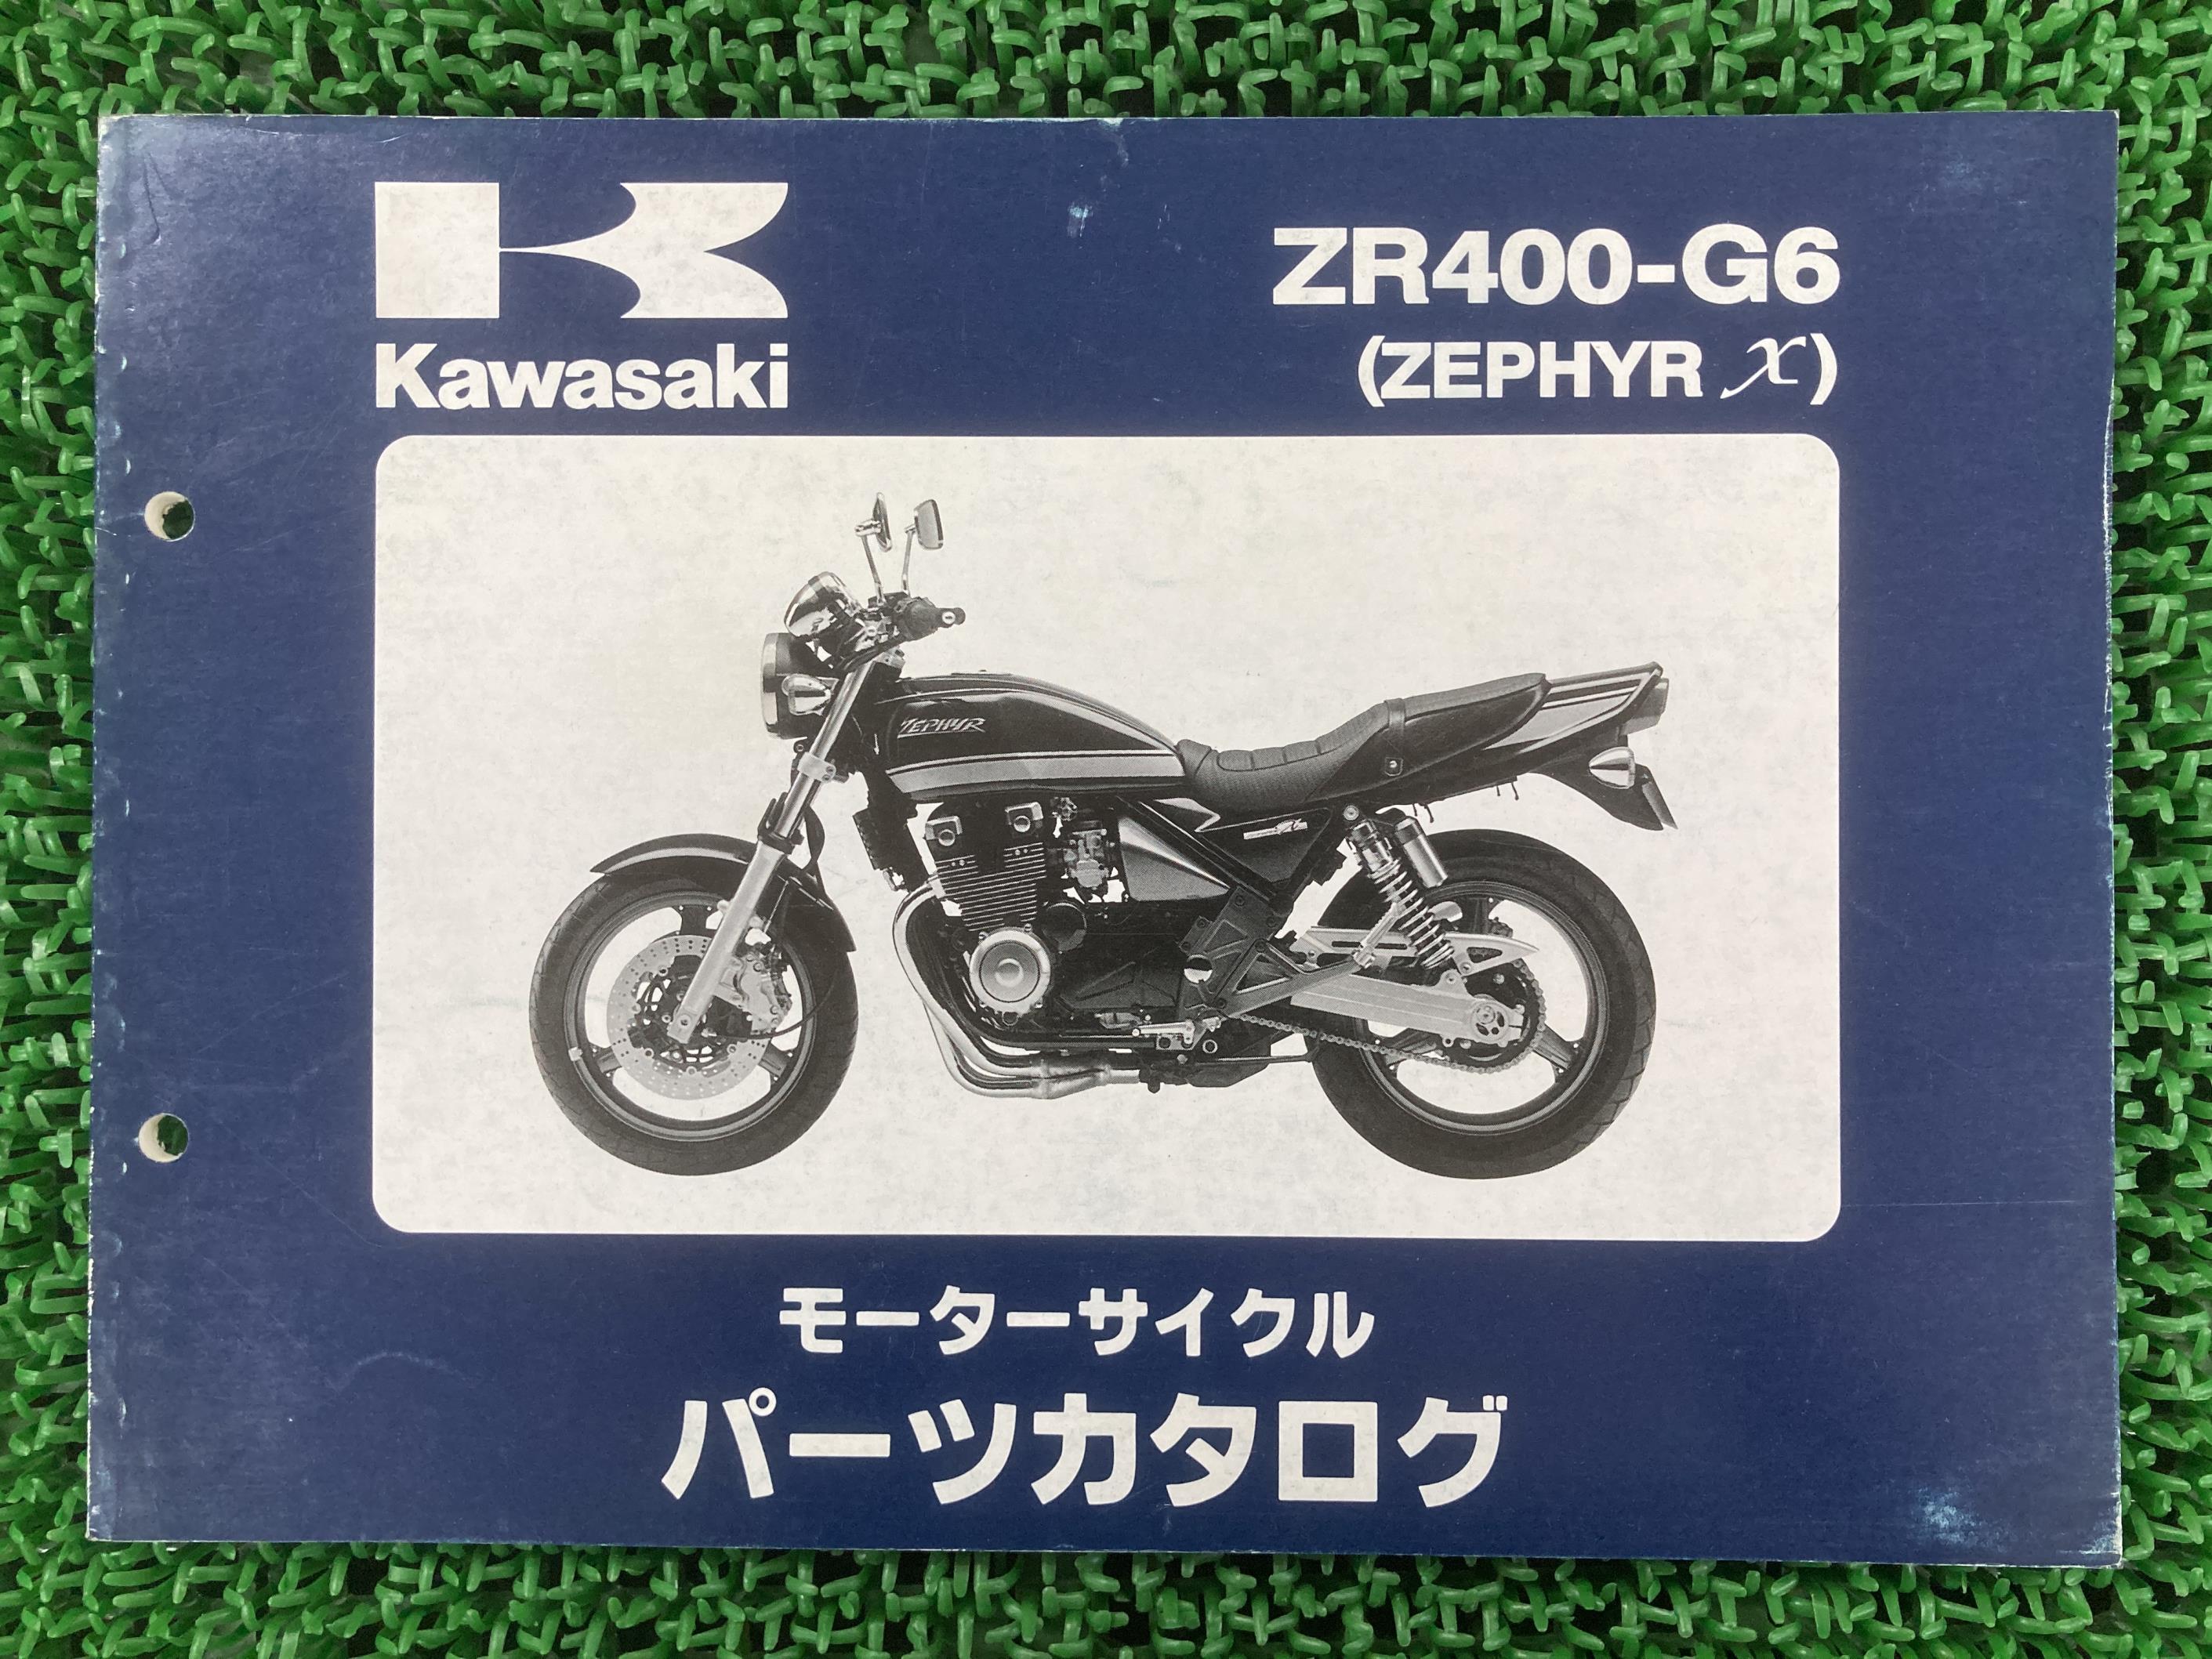 Kawasaki
ZR400-G6
(ZEPHYR χ)
ZEPHYR
モーターサイクル
パーツカタログ